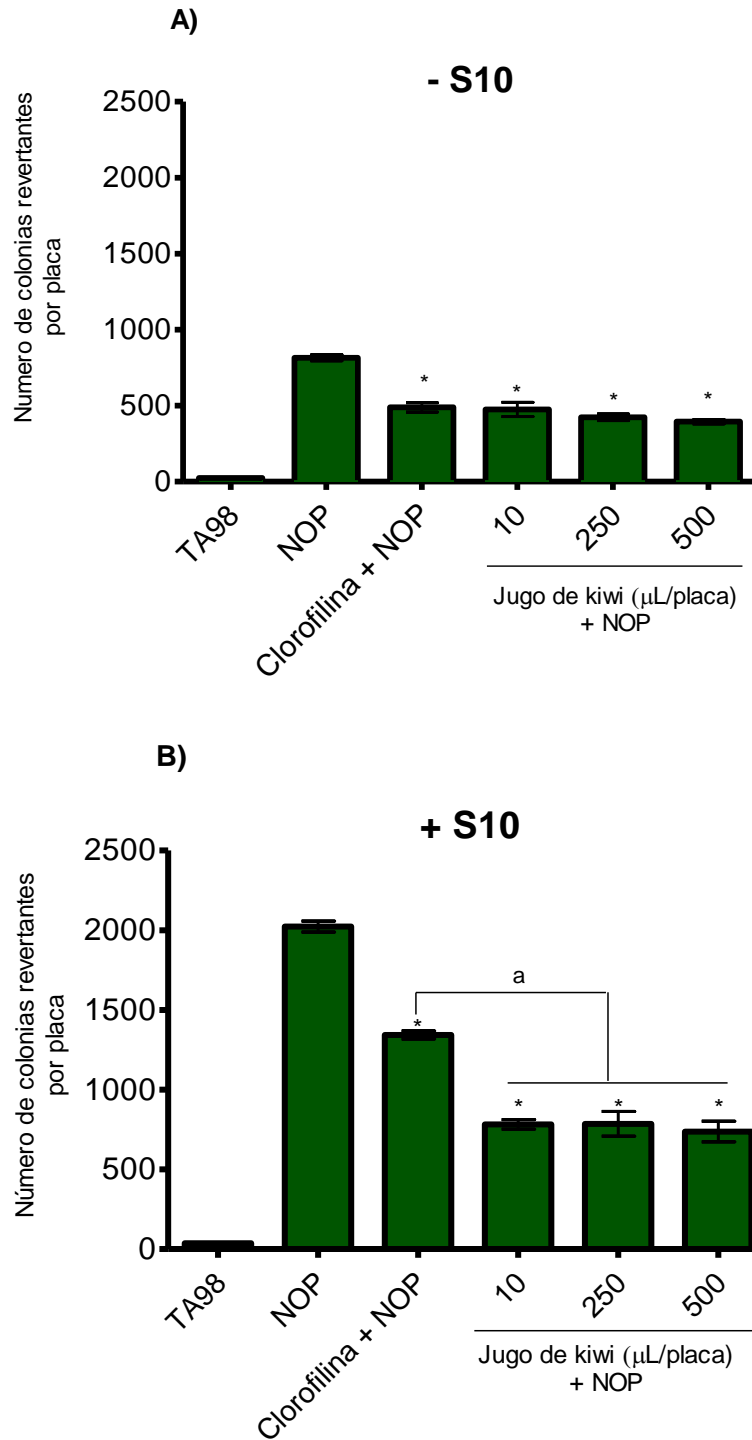 A)
- S10
Numero de colonias revertantes
por placa
2500
2000
1500
1000
500
0
*
*
*
*
TA98
NOP
Clorofilina + NOP
10
250
500
Jugo de kiwi (μL/placa)
+ NOP
B)
+ S10
Número de colonias revertantes
por placa
2500
2000
1500
1000
500
0
a
*
*
*
*
TA98
NOP
Clorofilina + NOP
10
250
500
Jugo de kiwi (μL/placa)
+ NOP